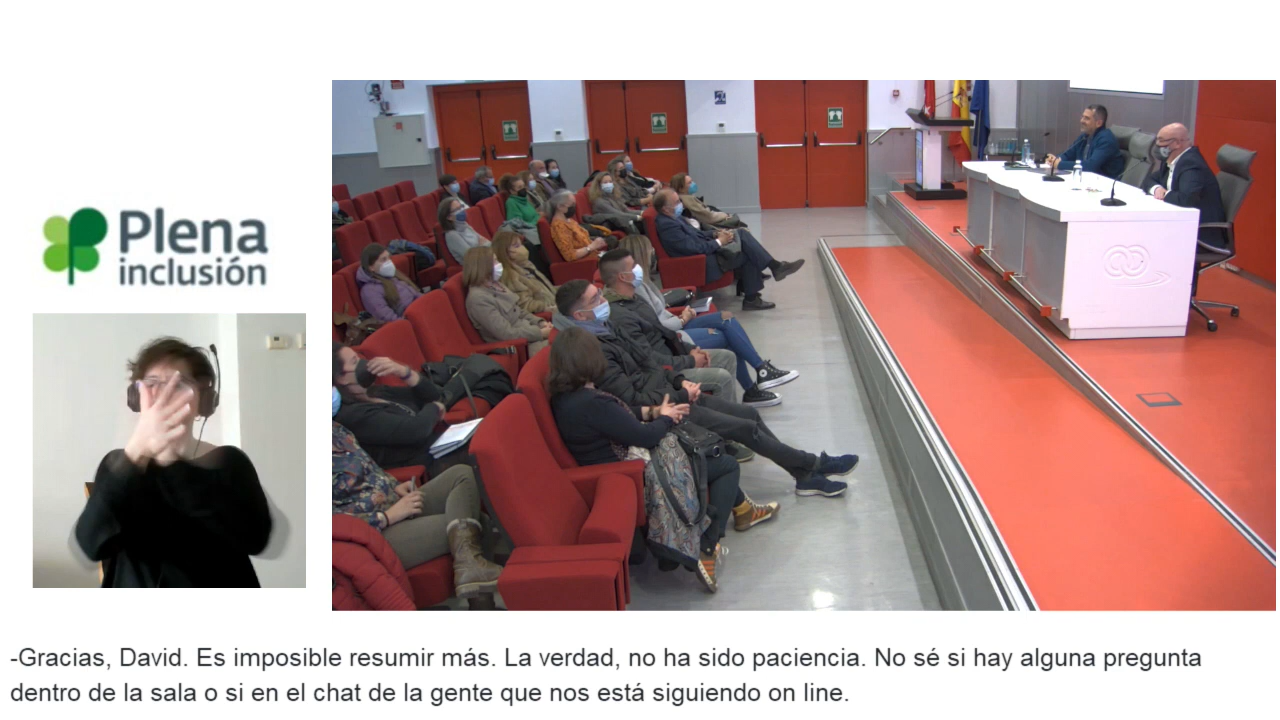 Plena
inclusión
-Gracias, David. Es imposible resumir más. La verdad, no ha sido paciencia. No sé si hay alguna pregunta
dentro de la sala o si en el chat de la gente que nos está siguiendo on line.